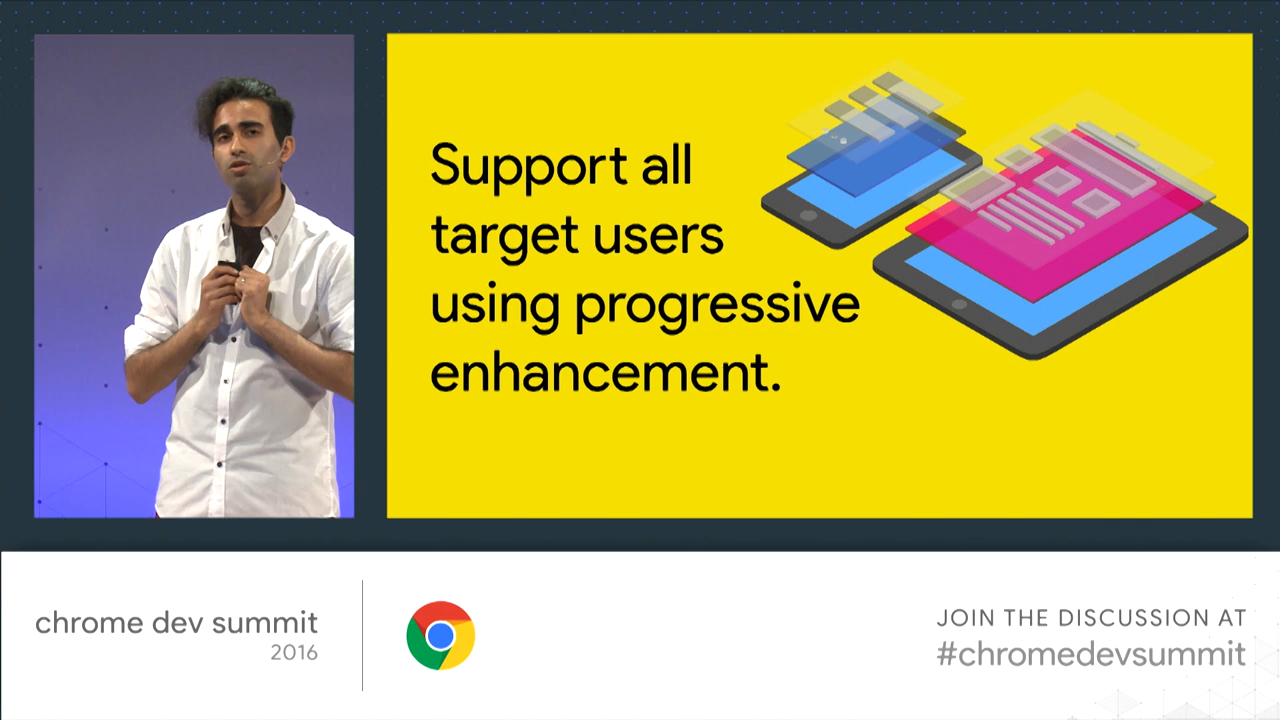 Support all
target users
using progressive
enhancement.
chrome dev summit
2016
JOIN THE DISCUSSION AT
#chromedevsummit